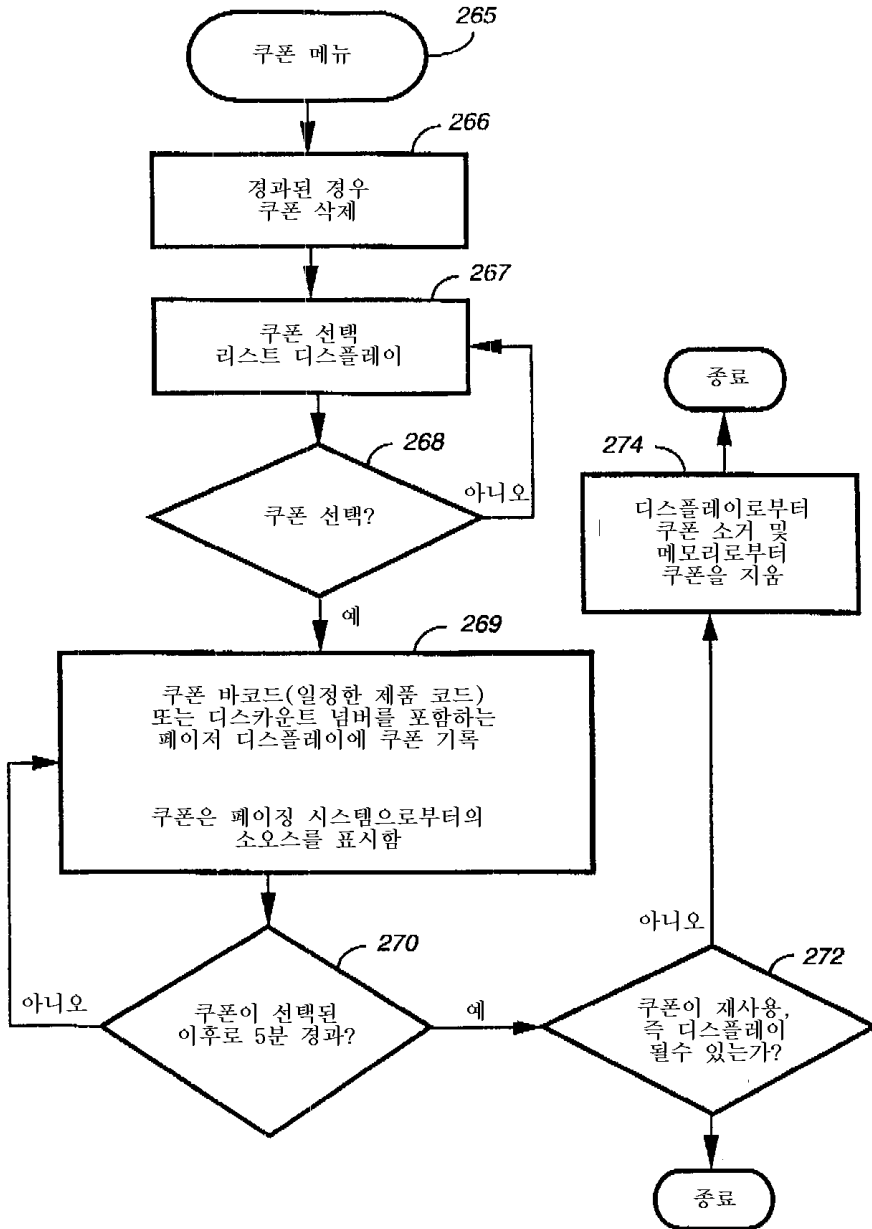 265
쿠폰 메뉴
266
경과된 경우
쿠폰 삭제
267
쿠폰 선택
리스트 디스플레이
268
쿠폰 선택?
아니오
예
269
쿠폰 바코드(일정한 제품 코드)
또는 디스카운트 넘버를 포함하는
페이저 디스플레이에 쿠폰 기록
쿠폰은 페이징 시스템으로부터의
소오스를 표시함
270
쿠폰이 선택된
이후로 5분 경과?
아니오
예
272
쿠폰이 재사용,
즉 디스플레이
될수 있는가?
아니오
274
디스플레이로부터
쿠폰 소거 및
메모리로부터
쿠폰을 지움
종료
종료